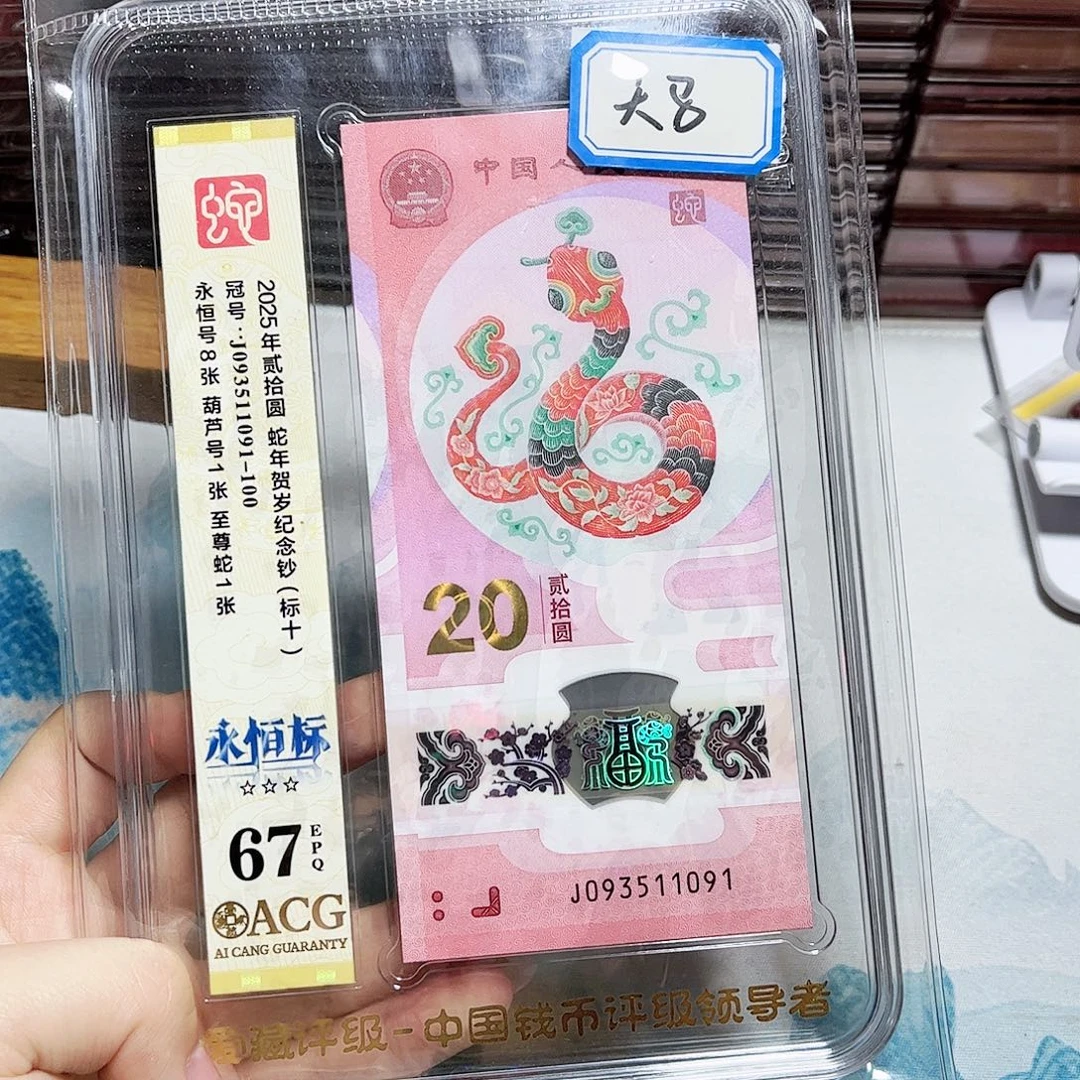 大号
蛇
2025年贰拾圆 蛇年贺岁纪念钞(标十)
冠号:J093511091-100
永恒号8张 葫芦号1张 至尊蛇1张
永恒标
☆☆☆
67
EPQ
ACG
AI CANG GUARANTY
中国人
蛇
20
贰拾圆
J093511091
藏评级-中国钱币评级领导者